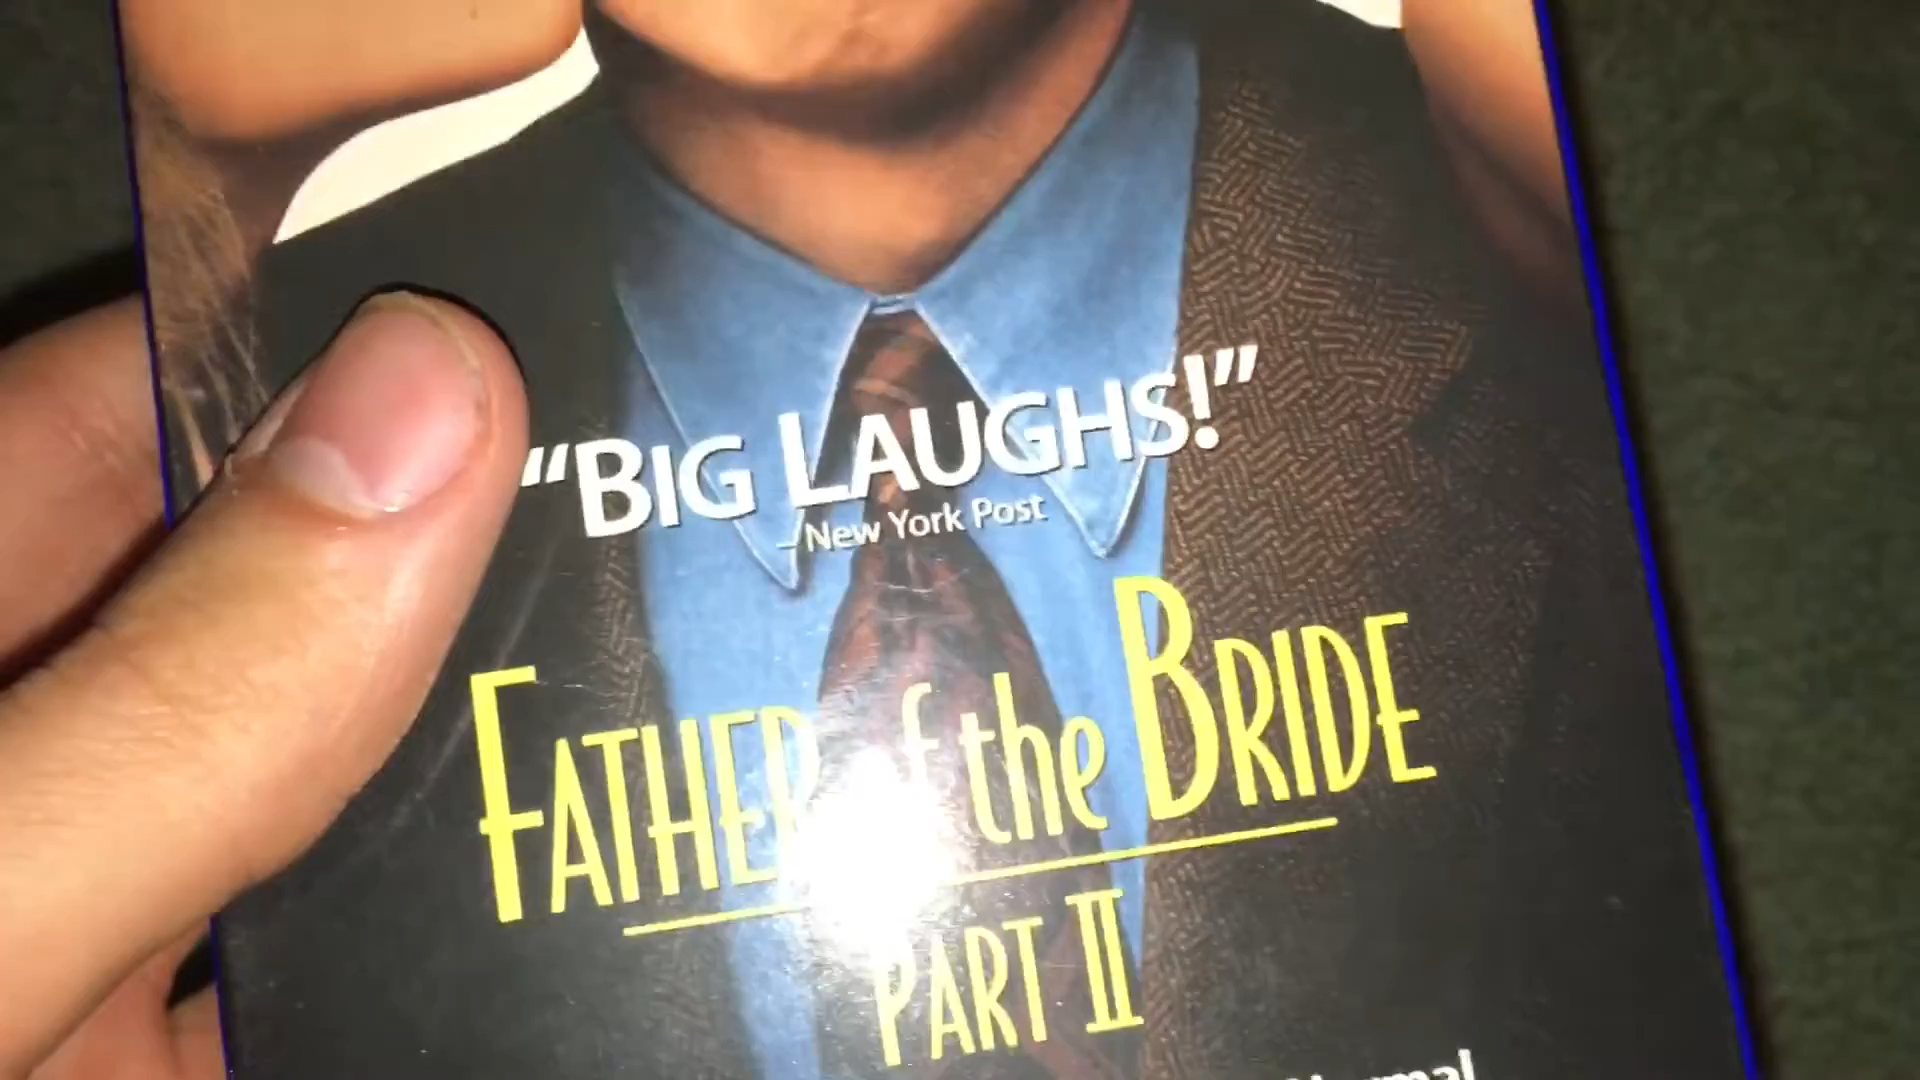 “BIG LAUGHS!”
–New York Post
FATHER of the BRIDE
PART II